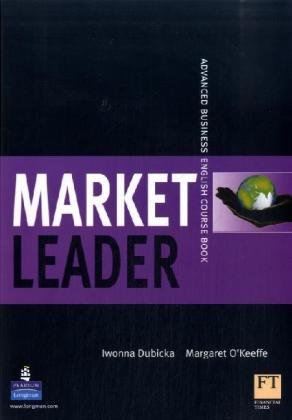 ADVANCED BUSINESS ENGLISH COURSE BOOK
MARKET
LEADER
Iwonna Dubicka Margaret O'Keeffe
PEARSON
Longman
www.longman.com
FT
FINANCIAL
TIMES